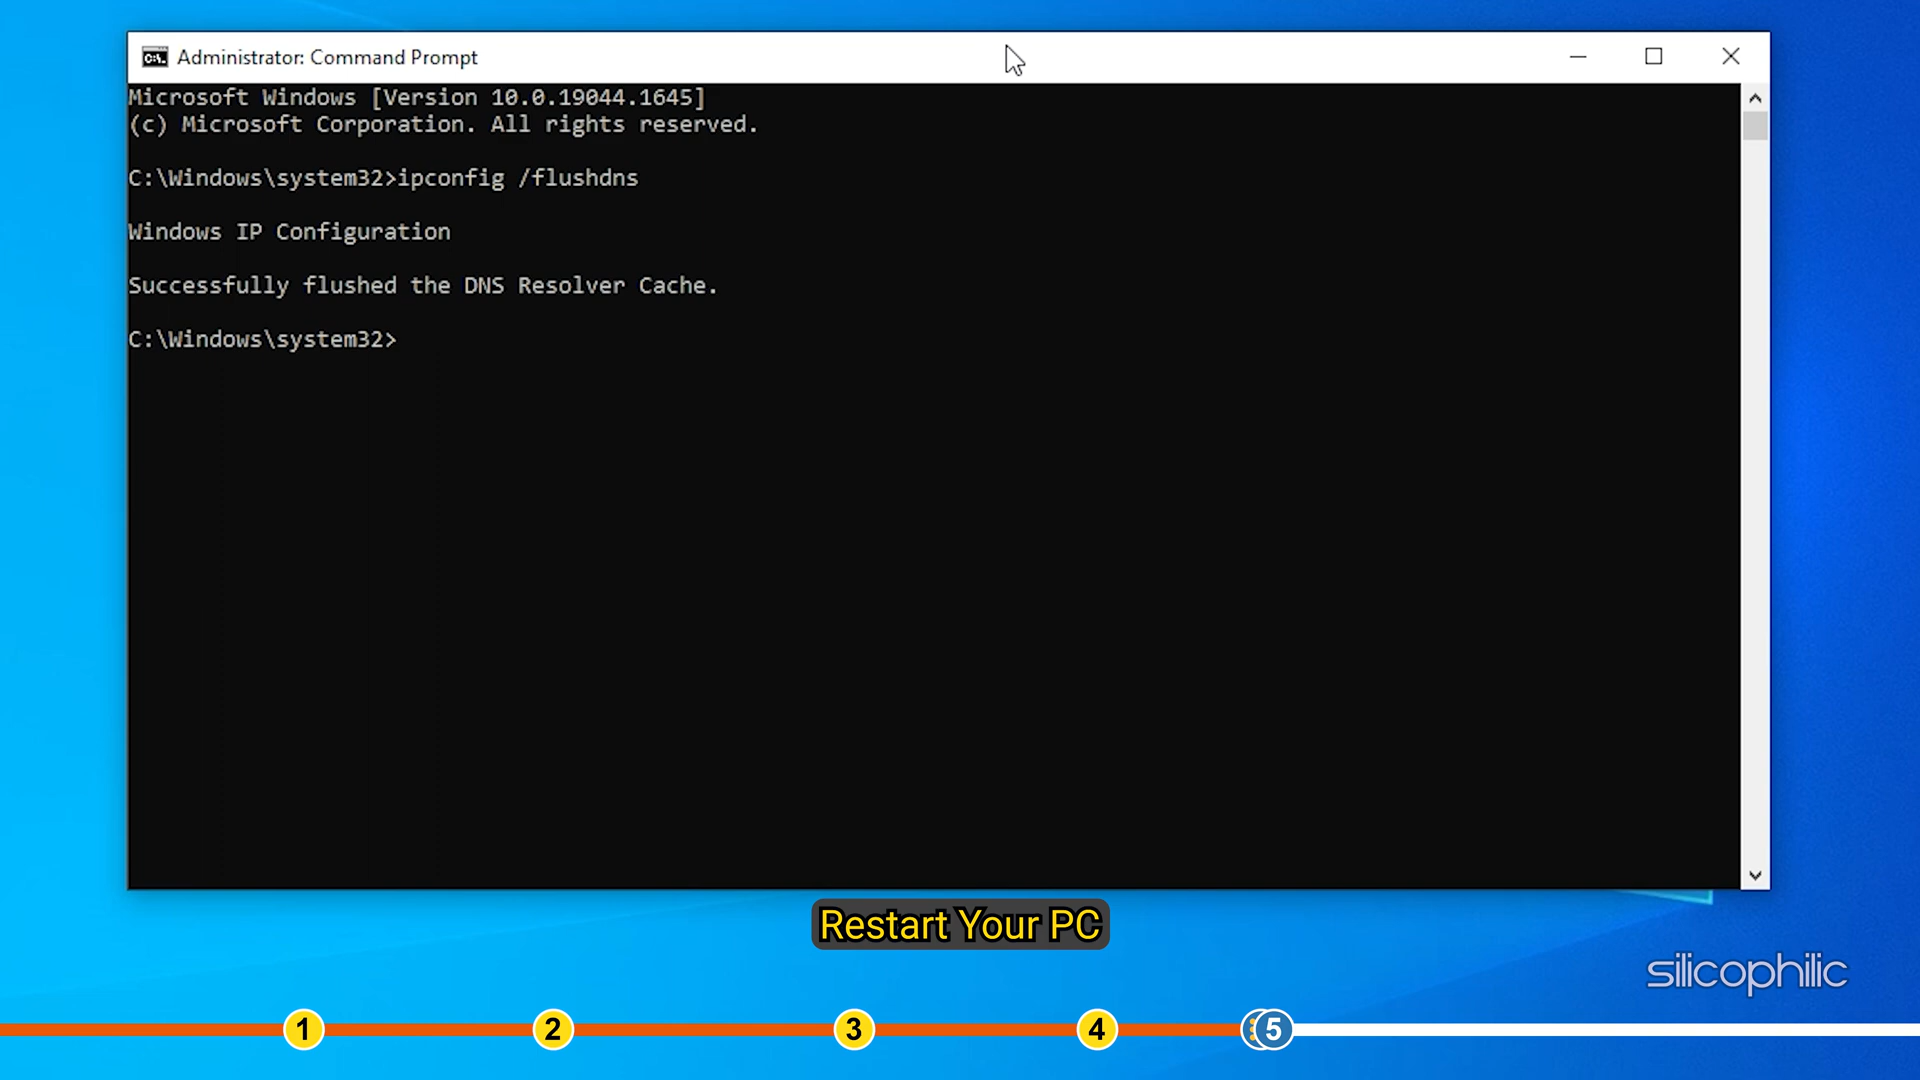 Administrator: Command Prompt
Microsoft Windows [Version 10.0.19044.1645]
(c) Microsoft Corporation. All rights reserved.
C:\Windows\system32>ipconfig /flushdns
Windows IP Configuration
Successfully flushed the DNS Resolver Cache.
C:\Windows\system32>
Restart Your PC
silicophilic
1 2 3 4 5